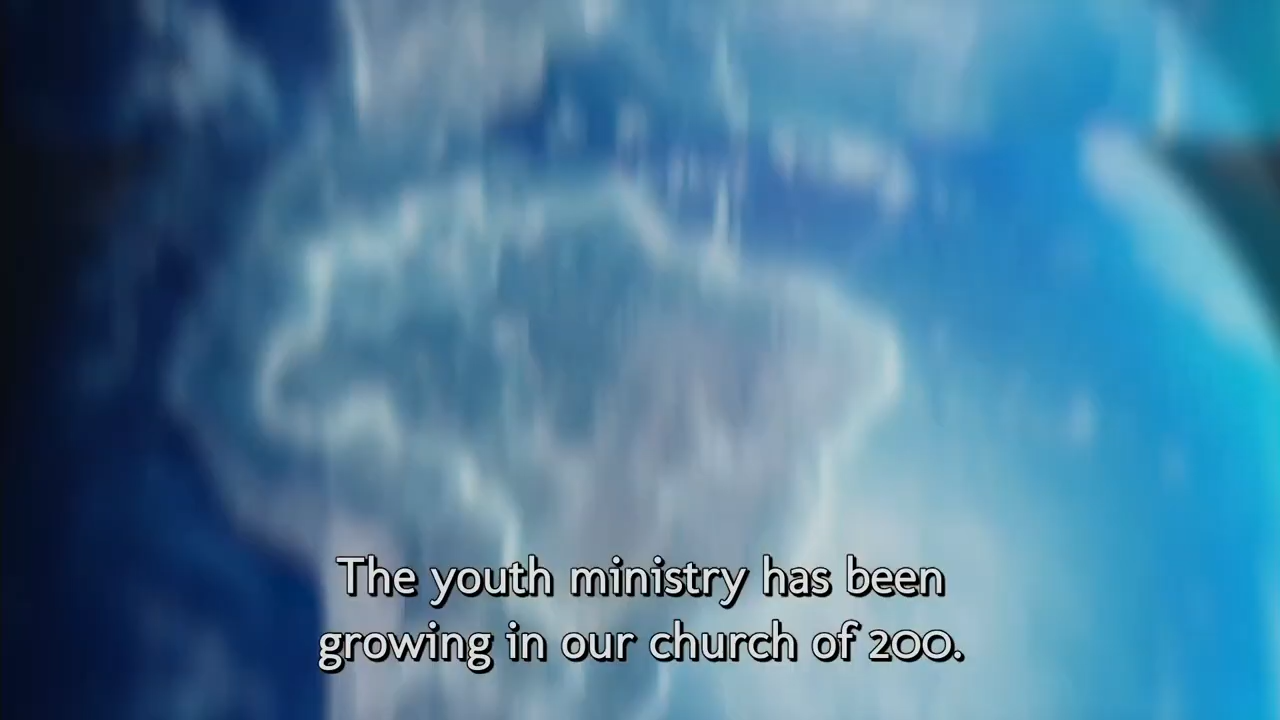 The youth ministry has been
growing in our church of 200.